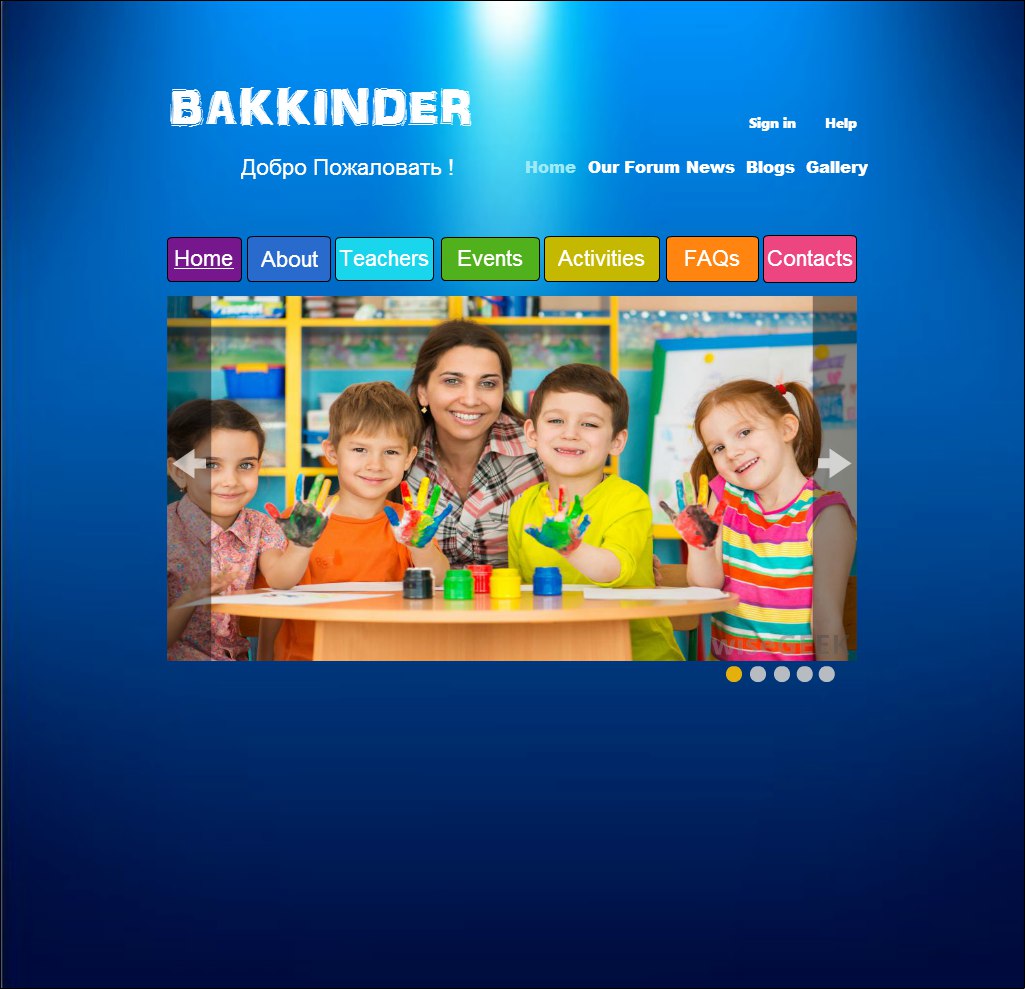 BAKKINDER
Sign in Help
Добро Пожаловать !
Home Our Forum News Blogs Gallery
Home About Teachers Events Activities FAQs Contacts
wiseGEEK